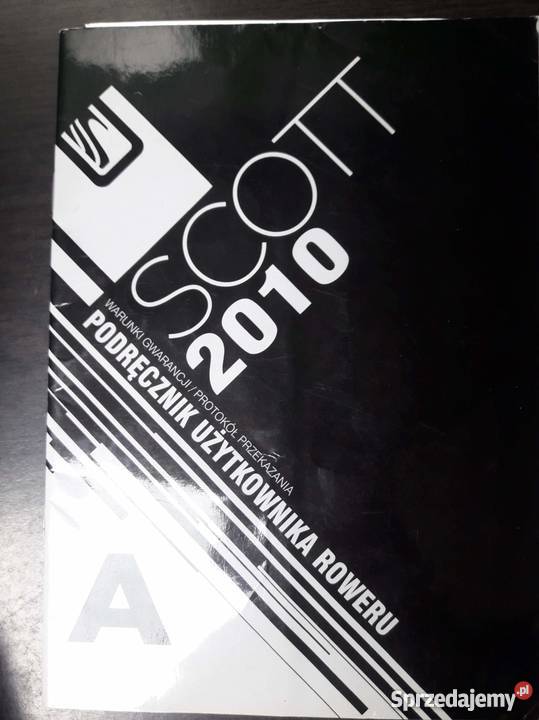 SCOTT
2010
WARUNKI GWARANCJI / PROTOKÓŁ PRZEKAZANIA
PODRĘCZNIK UŻYTKOWNIKA ROWERU
A
Sprzedajemy.pl